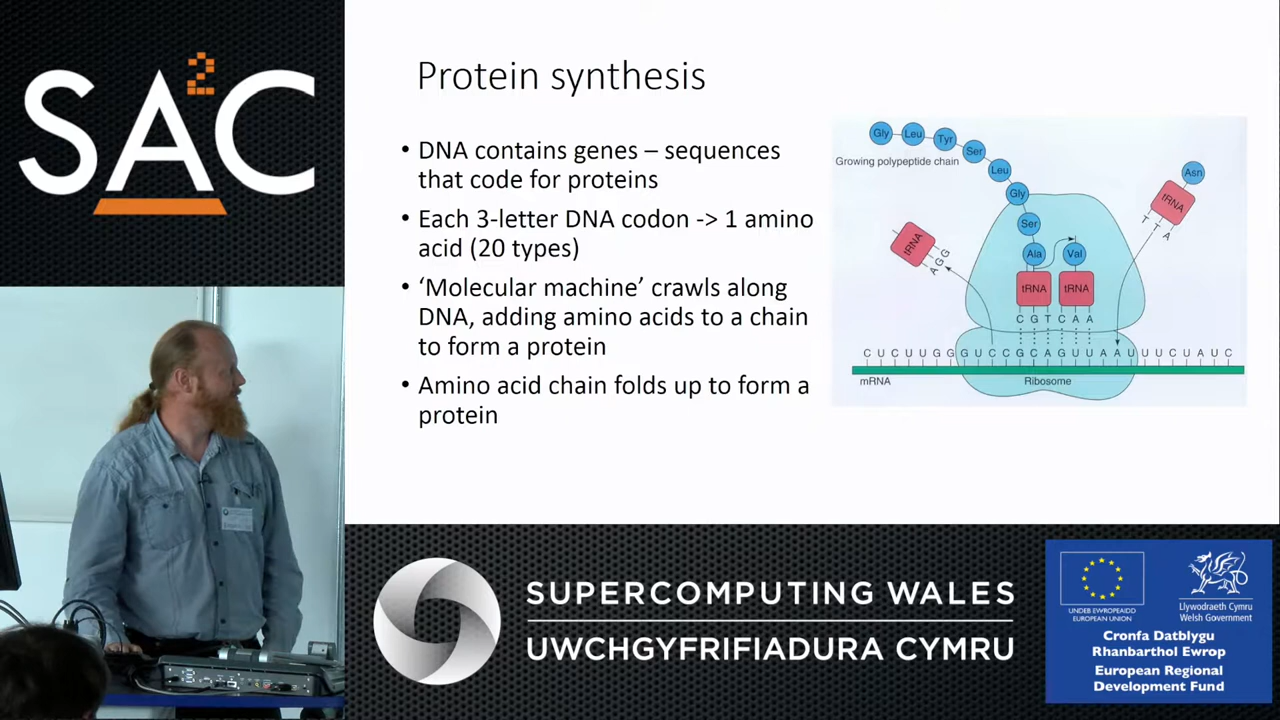 SA2C
Protein synthesis
• DNA contains genes – sequences
that code for proteins
• Each 3-letter DNA codon -> 1 amino
acid (20 types)
• ‘Molecular machine’ crawls along
DNA, adding amino acids to a chain
to form a protein
• Amino acid chain folds up to form a
protein
Gly Leu Tyr Ser Leu Gly Ser Ala Val
Growing polypeptide chain
Asn
tRNA
T T A
tRNA
A G G
tRNA tRNA
C G T C A A
C U C U U G G G U C C G C A G U U A A U U U C U A U C
mRNA
Ribosome
SUPERCOMPUTING WALES
UWCHGYFRIFIADURA CYMRU
UNDEB EWROPEAIDD
EUROPEAN UNION
Llywodraeth Cymru
Welsh Government
Cronfa Datblygu
Rhanbarthol Ewrop
European Regional
Development Fund